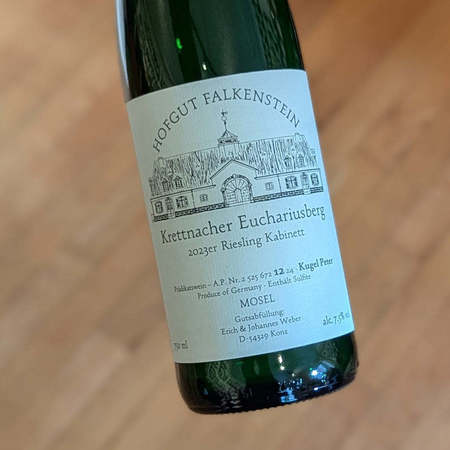 HOFGUT FALKENSTEIN
Krettnacher Euchariusberg
2023er Riesling Kabinett
Prädikatswein – A.P. Nr. 2 525 672 12 24 · Kugel Peter
Produce of Germany · Enthält Sulfite
MOSEL
Gutsabfüllung:
Erich & Johannes Weber
D-54329 Konz
750 ml
alc. 7.5% vol.